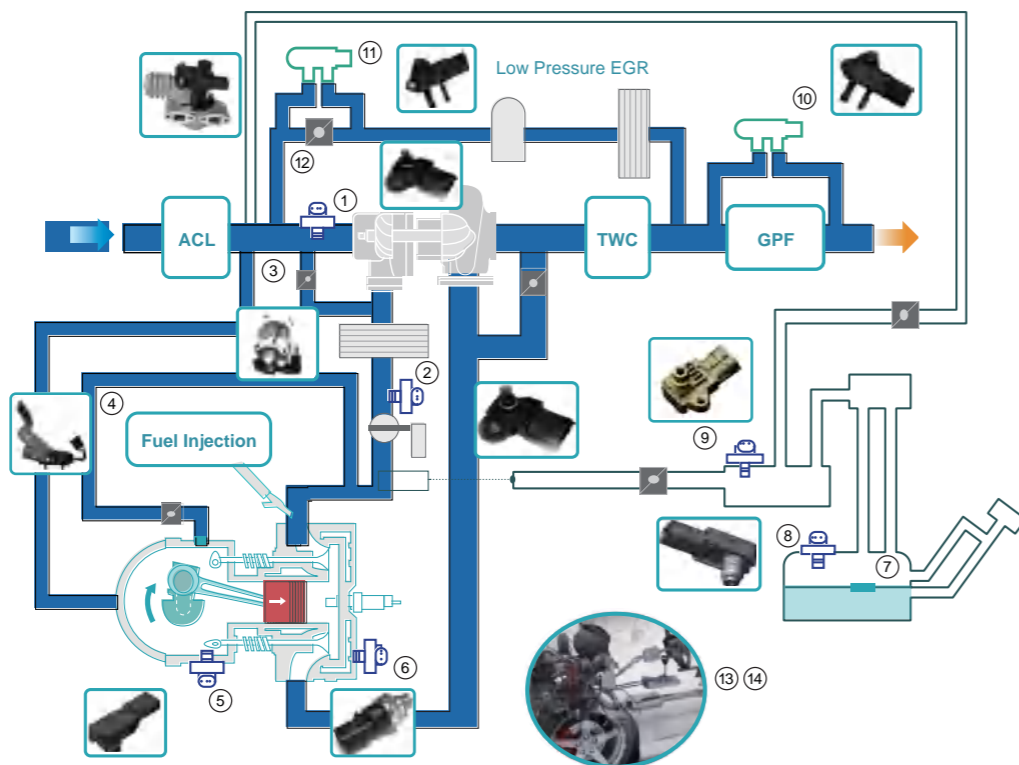 ⑪
Low Pressure EGR
⑩
⑫
①
ACL
TWC
GPF
③
②
④
Fuel Injection
⑨
⑧
⑦
⑥
⑤
⑬ ⑭